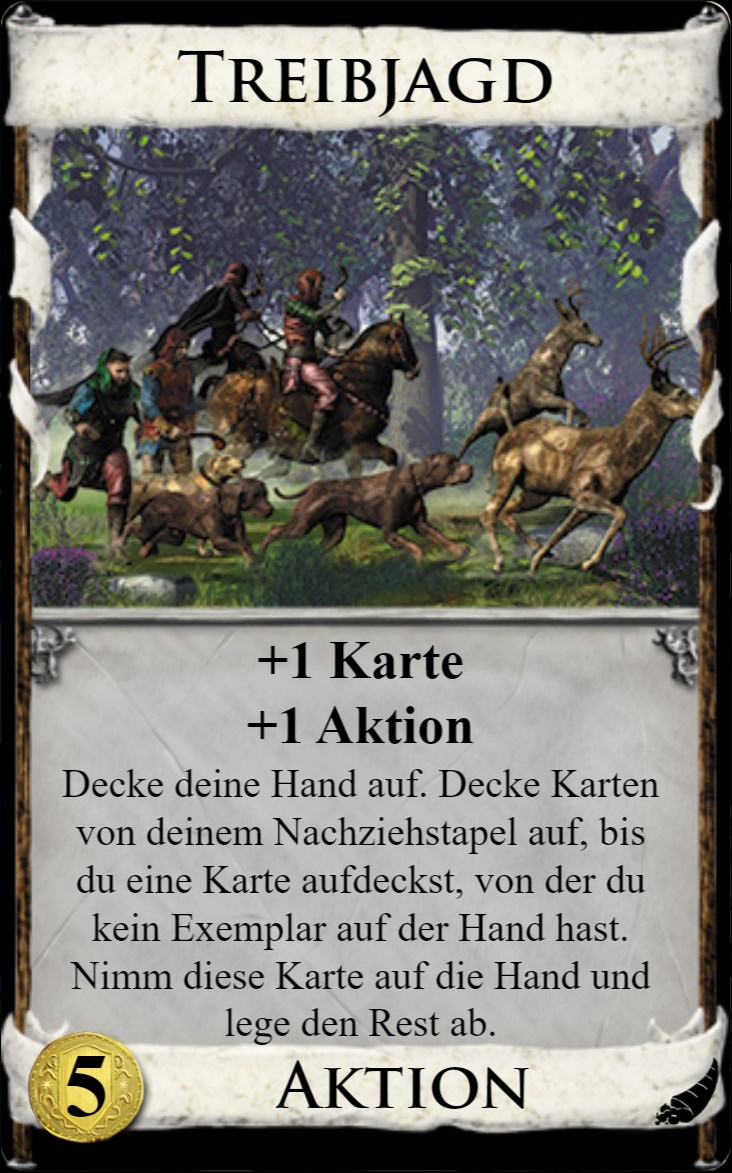 TREIBJAGD
+1 Karte
+1 Aktion
Decke deine Hand auf. Decke Karten
von deinem Nachziehstapel auf, bis
du eine Karte aufdeckst, von der du
kein Exemplar auf der Hand hast.
Nimm diese Karte auf die Hand und
lege den Rest ab.
5 AKTION